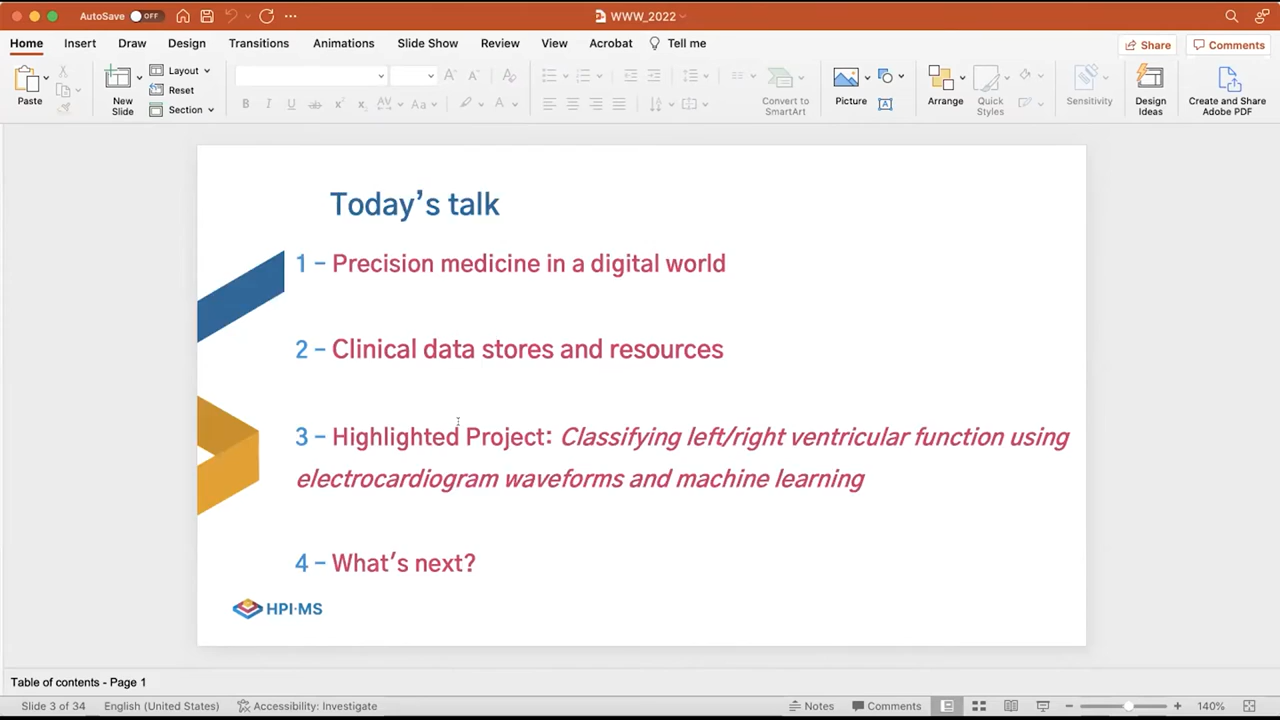 AutoSave OFF
WWW_2022
Home Insert Draw Design Transitions Animations Slide Show Review View Acrobat Tell me Share Comments
Paste
New Slide
Layout
Reset
Section
B I U ab x x AV Aa A
Convert to SmartArt
Picture
Arrange
Quick Styles
Sensitivity
Design Ideas
Create and Share Adobe PDF
Today's talk
1 – Precision medicine in a digital world
2 – Clinical data stores and resources
3 – Highlighted Project: Classifying left/right ventricular function using
electrocardiogram waveforms and machine learning
4 – What's next?
HPI·MS
Table of contents - Page 1
Slide 3 of 34 English (United States) Accessibility: Investigate Notes Comments 140%